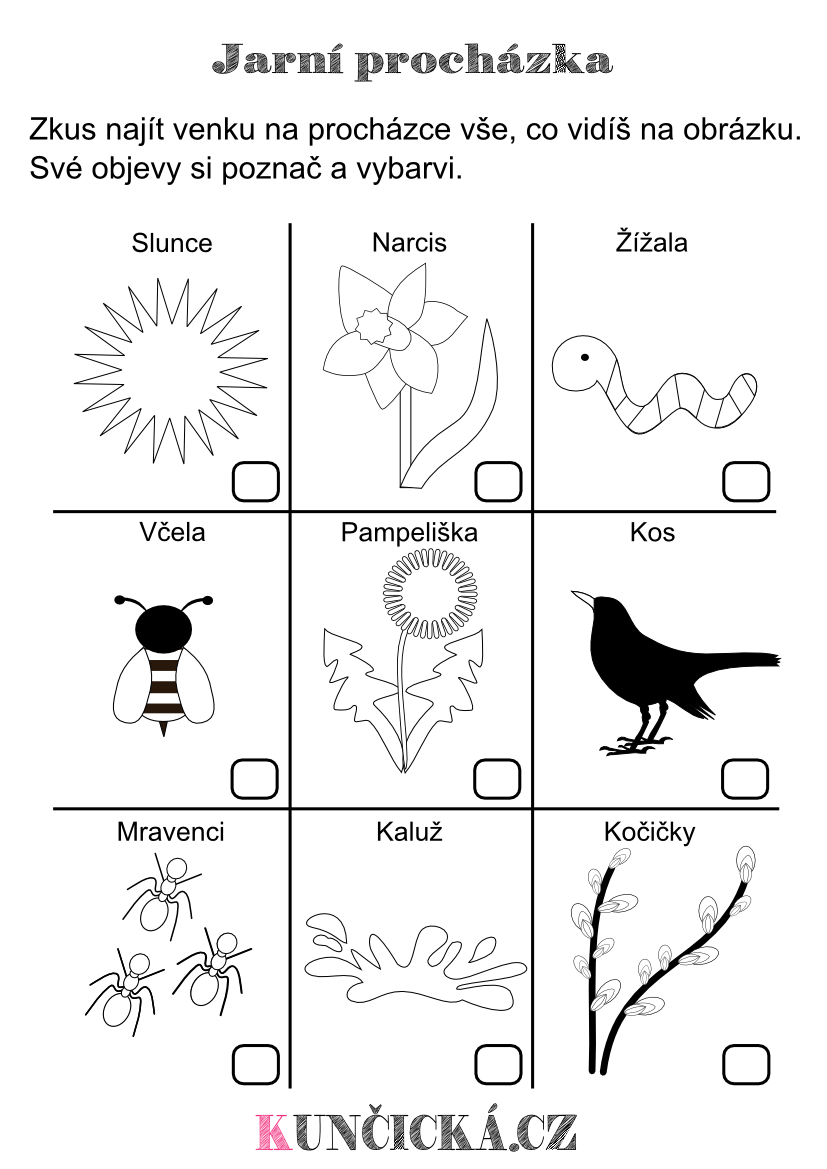 Jarní procházka
Zkus najít venku na procházce vše, co vidíš na obrázku.
Své objevy si poznač a vybarvi.
Slunce
Narcis
Žížala
Včela
Pampeliška
Kos
Mravenci
Kaluž
Kočičky
KUNČICKÁ.CZ